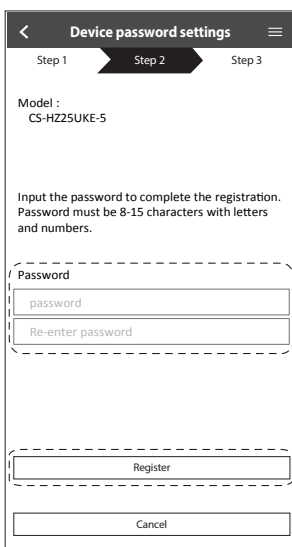 Device password settings
Step 1 Step 2 Step 3
Model :
CS-HZ25UKE-5
Input the password to complete the registration.
Password must be 8-15 characters with letters
and numbers.
Password
password
Re-enter password
Register
Cancel